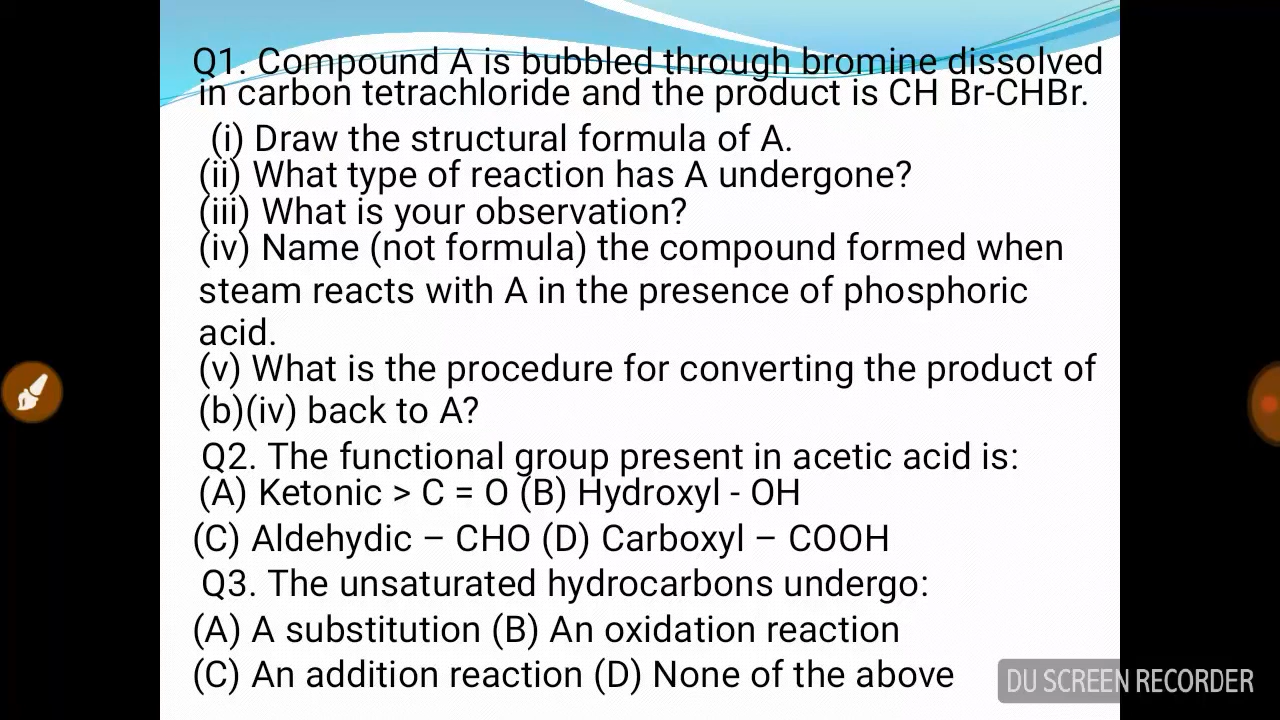 Q1. Compound A is bubbled through bromine dissolved
in carbon tetrachloride and the product is CH Br-CHBr.
(i) Draw the structural formula of A.
(ii) What type of reaction has A undergone?
(iii) What is your observation?
(iv) Name (not formula) the compound formed when
steam reacts with A in the presence of phosphoric
acid.
(v) What is the procedure for converting the product of
(b)(iv) back to A?
Q2. The functional group present in acetic acid is:
(A) Ketonic > C = O (B) Hydroxyl - OH
(C) Aldehydic – CHO (D) Carboxyl – COOH
Q3. The unsaturated hydrocarbons undergo:
(A) A substitution (B) An oxidation reaction
(C) An addition reaction (D) None of the above
DU SCREEN RECORDER